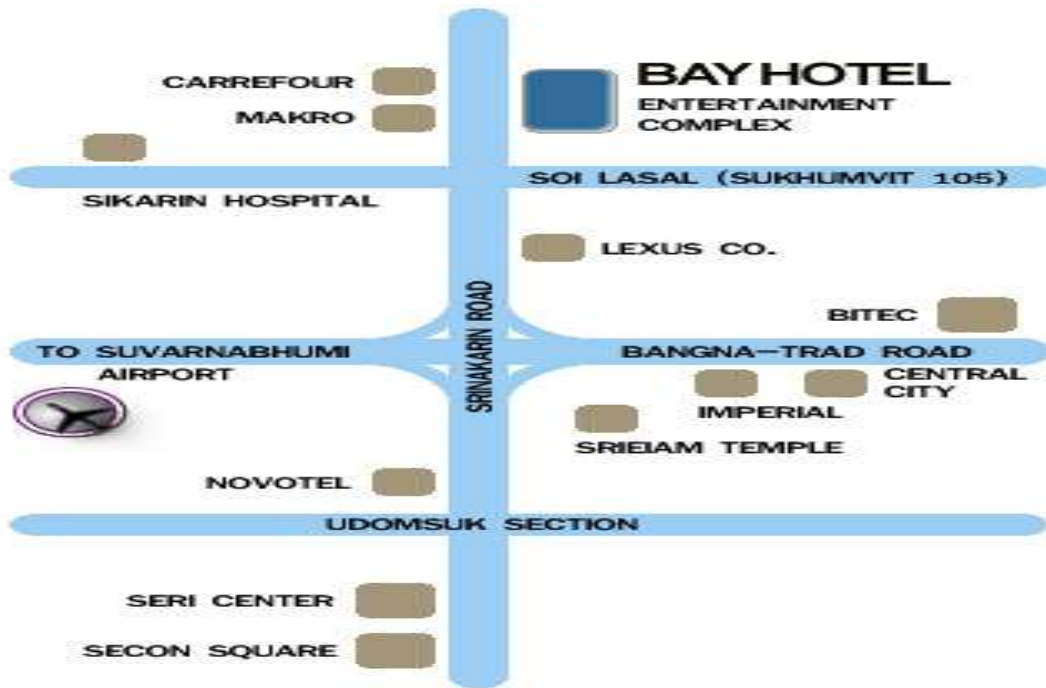 CARREFOUR
BAY HOTEL
ENTERTAINMENT
COMPLEX
MAKRO
SOI LASAL (SUKHUMVIT 105)
SIKARIN HOSPITAL
LEXUS CO.
SRINAKARIN ROAD
BITEC
TO SUVARNABHUMI
AIRPORT
BANGNA-TRAD ROAD
CENTRAL
CITY
IMPERIAL
SRIEIAM TEMPLE
NOVOTEL
UDOMSUK SECTION
SERI CENTER
SECON SQUARE